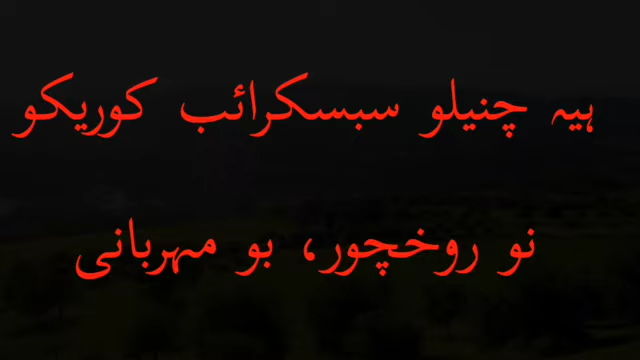 ہیہ چنیلو سبسکرائب کوریکو
نو روخچور، بو مہربانی